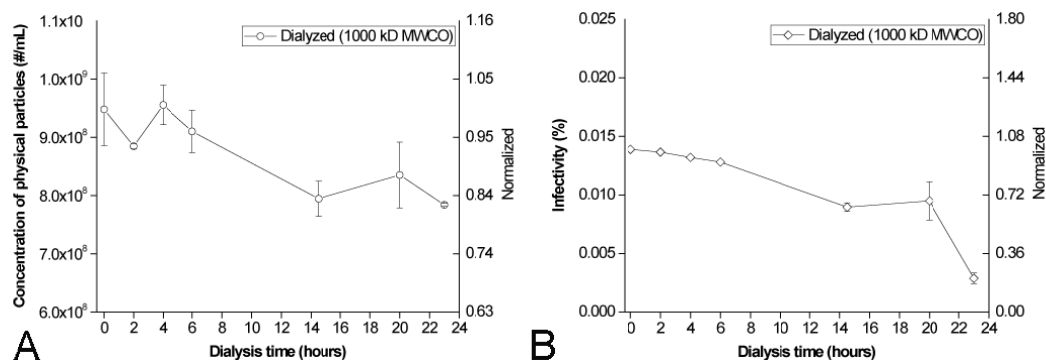 1.1x10
1.0x10⁹
9.0x10⁸
8.0x10⁸
7.0x10⁸
6.0x10⁸
Concentration of physical particles (#/mL)
Dialyzed (1000 kD MWCO)
1.16
1.05
0.95
0.84
0.74
0.63
Normalized
0 2 4 6 8 10 12 14 16 18 20 22 24
Dialysis time (hours)
A
0.025
0.020
0.015
0.010
0.005
0.000
Infectivity (%)
Dialyzed (1000 kD MWCO)
1.80
1.44
1.08
0.72
0.36
0.00
Normalized
0 2 4 6 8 10 12 14 16 18 20 22 24
Dialysis time (hours)
B